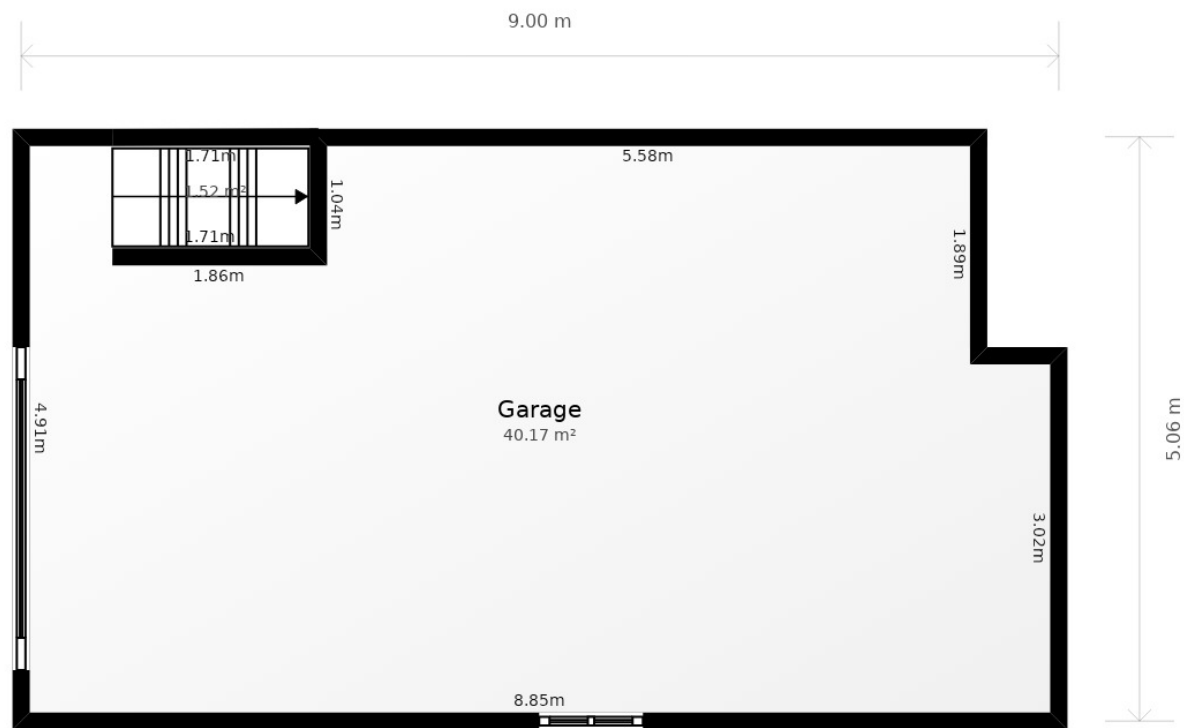 9.00 m
1.71m
5.58m
1.52 m²
1.04m
1.71m
1.86m
1.89m
Garage
40.17 m²
4.91m
5.06 m
3.02m
8.85m